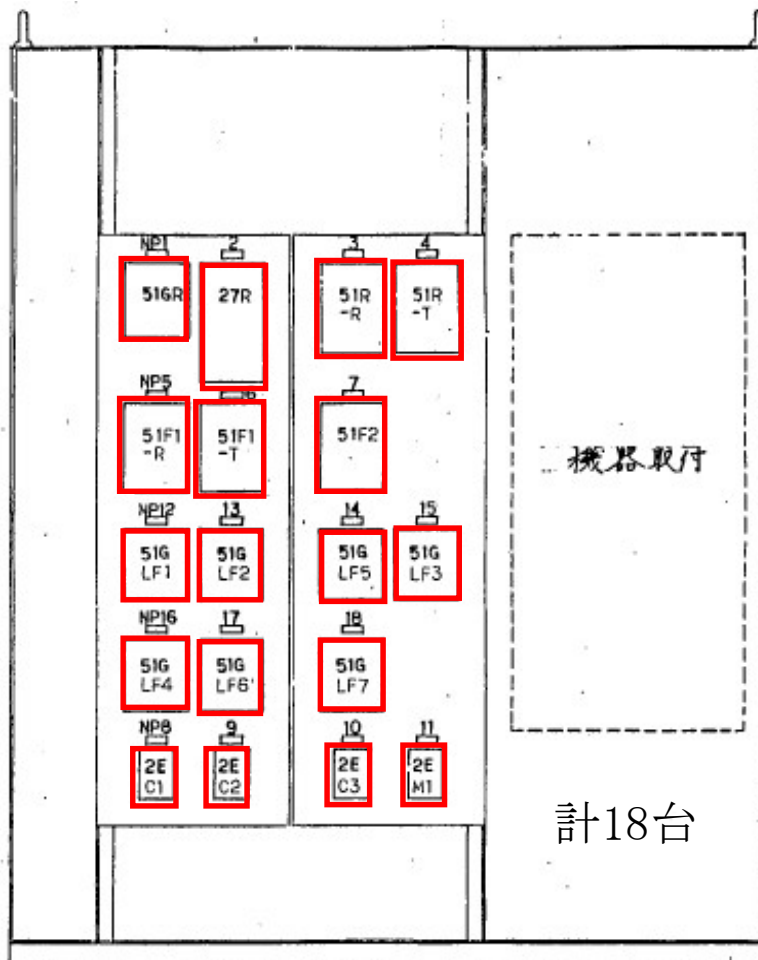 NP1 2 3 4
51GR 27R 51R 51R
-R -T
NP5 6 7
51F1 51F1 51F2
-R -T
NP12 13 14 15
51G 51G 51G 51G
LF1 LF2 LF5 LF3
NP16 17 18
51G 51G 51G
LF4 LF6 LF7
NP8 9 10 11
2E 2E 2E 2E
C1 C2 C3 M1
機器取付
計18台